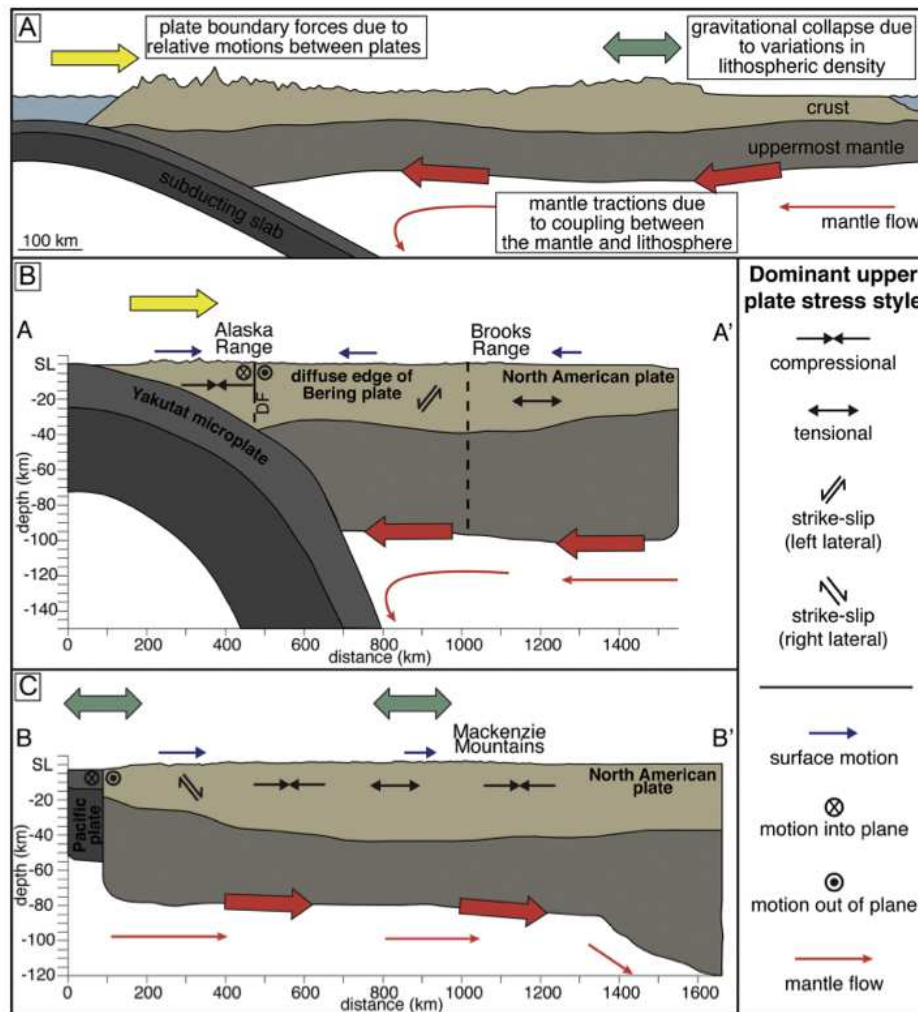 A
plate boundary forces due to
relative motions between plates
gravitational collapse due
to variations in
lithospheric density
crust
uppermost mantle
subducting slab
mantle tractions due
to coupling between
the mantle and lithosphere
mantle flow
100 km
B
A
Alaska
Range
Brooks
Range
A'
SL
-20
-40
-60
-80
-100
-120
-140
depth (km)
DF
diffuse edge of
Bering plate
North American plate
Yakutat microplate
0 200 400 600 800 1000 1200 1400
distance (km)
C
B
Mackenzie
Mountains
B'
SL
-20
-40
-60
-80
-100
-120
depth (km)
Pacific
plate
North American
plate
0 200 400 600 800 1000 1200 1400 1600
distance (km)
Dominant upper
plate stress style
compressional
tensional
strike-slip
(left lateral)
strike-slip
(right lateral)
surface motion
motion into plane
motion out of plane
mantle flow